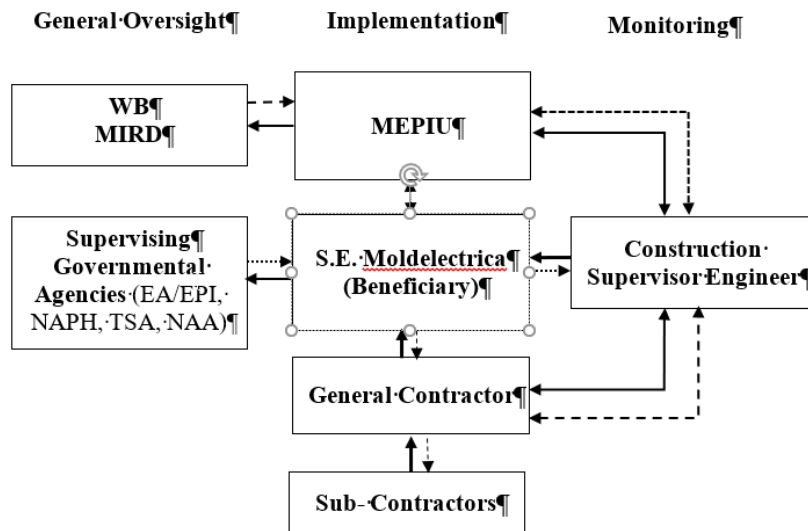 General Oversight¶
Implementation¶
Monitoring¶
WB¶
MIRD¶
MEPIU¶
Supervising¶
Governmental·
Agencies·(EA/EPI,·
NAPH,·TSA,·NAA)¶
S.E.·Moldelectrica¶
(Beneficiary)¶
Construction·
Supervisor·Engineer¶
General·Contractor¶
Sub-·Contractors¶